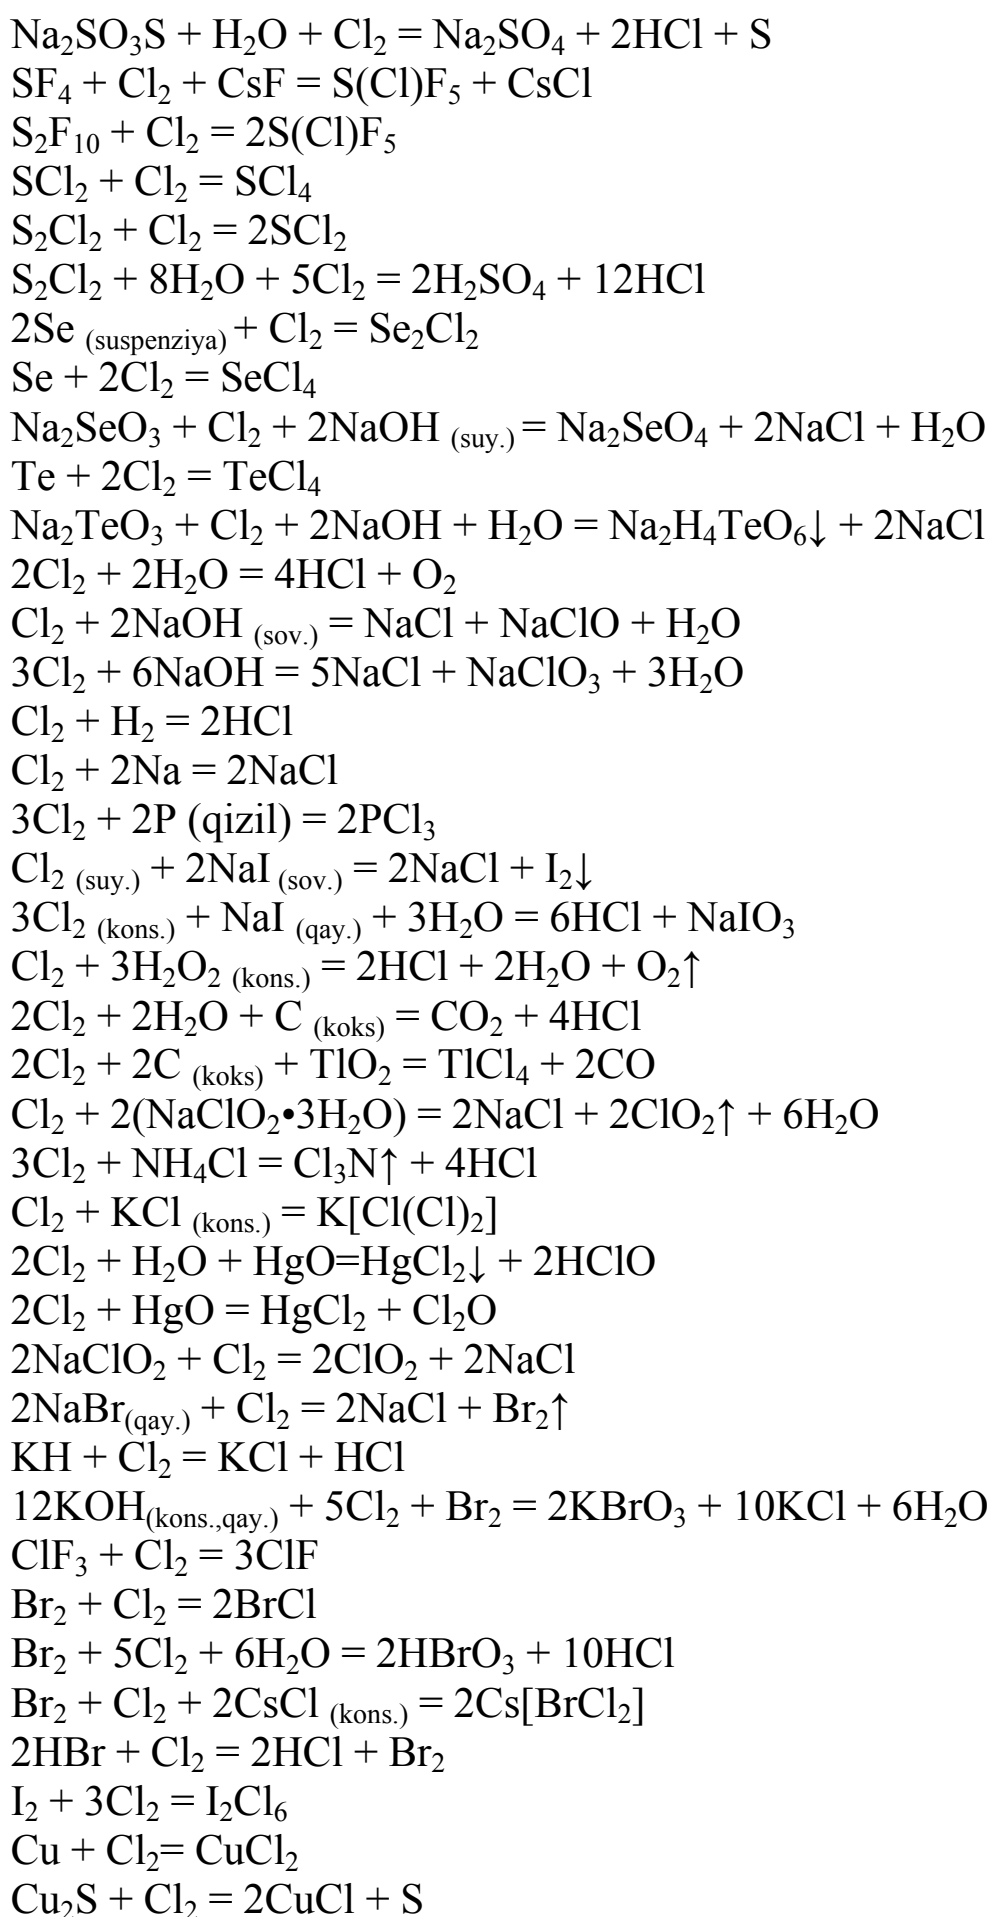 Na₂SO₃S + H₂O + Cl₂ = Na₂SO₄ + 2HCl + S
SF₄ + Cl₂ + CsF = S(Cl)F₅ + CsCl
S₂F₁₀ + Cl₂ = 2S(Cl)F₅
SCl₂ + Cl₂ = SCl₄
S₂Cl₂ + Cl₂ = 2SCl₂
S₂Cl₂ + 8H₂O + 5Cl₂ = 2H₂SO₄ + 12HCl
2Se (suspenziya) + Cl₂ = Se₂Cl₂
Se + 2Cl₂ = SeCl₄
Na₂SeO₃ + Cl₂ + 2NaOH (suy.) = Na₂SeO₄ + 2NaCl + H₂O
Te + 2Cl₂ = TeCl₄
Na₂TeO₃ + Cl₂ + 2NaOH + H₂O = Na₂H₄TeO₆↓ + 2NaCl
2Cl₂ + 2H₂O = 4HCl + O₂
Cl₂ + 2NaOH (sov.) = NaCl + NaClO + H₂O
3Cl₂ + 6NaOH = 5NaCl + NaClO₃ + 3H₂O
Cl₂ + H₂ = 2HCl
Cl₂ + 2Na = 2NaCl
3Cl₂ + 2P (qizil) = 2PCl₃
Cl₂ (suy.) + 2NaI (sov.) = 2NaCl + I₂↓
3Cl₂ (kons.) + NaI (qay.) + 3H₂O = 6HCl + NaIO₃
Cl₂ + 3H₂O₂ (kons.) = 2HCl + 2H₂O + O₂↑
2Cl₂ + 2H₂O + C (koks) = CO₂ + 4HCl
2Cl₂ + 2C (koks) + TlO₂ = TlCl₄ + 2CO
Cl₂ + 2(NaClO₂•3H₂O) = 2NaCl + 2ClO₂↑ + 6H₂O
3Cl₂ + NH₄Cl = Cl₃N↑ + 4HCl
Cl₂ + KCl (kons.) = K[Cl(Cl)₂]
2Cl₂ + H₂O + HgO=HgCl₂↓ + 2HClO
2Cl₂ + HgO = HgCl₂ + Cl₂O
2NaClO₂ + Cl₂ = 2ClO₂ + 2NaCl
2NaBr(qay.) + Cl₂ = 2NaCl + Br₂↑
KH + Cl₂ = KCl + HCl
12KOH(kons.,qay.) + 5Cl₂ + Br₂ = 2KBrO₃ + 10KCl + 6H₂O
ClF₃ + Cl₂ = 3ClF
Br₂ + Cl₂ = 2BrCl
Br₂ + 5Cl₂ + 6H₂O = 2HBrO₃ + 10HCl
Br₂ + Cl₂ + 2CsCl (kons.) = 2Cs[BrCl₂]
2HBr + Cl₂ = 2HCl + Br₂
I₂ + 3Cl₂ = I₂Cl₆
Cu + Cl₂= CuCl₂
Cu₂S + Cl₂ = 2CuCl + S